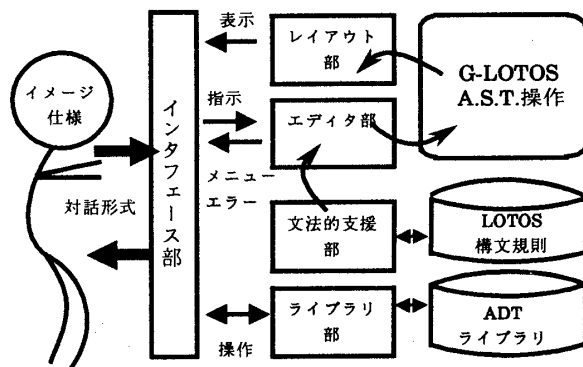 イメージ
仕様
対話形式
インタフェース部
表示
指示
メニュー
エラー
操作
レイアウト
部
エディタ部
文法的支援
部
ライブラリ
部
G-LOTOS
A.S.T.操作
LOTOS
構文規則
ADT
ライブラリ